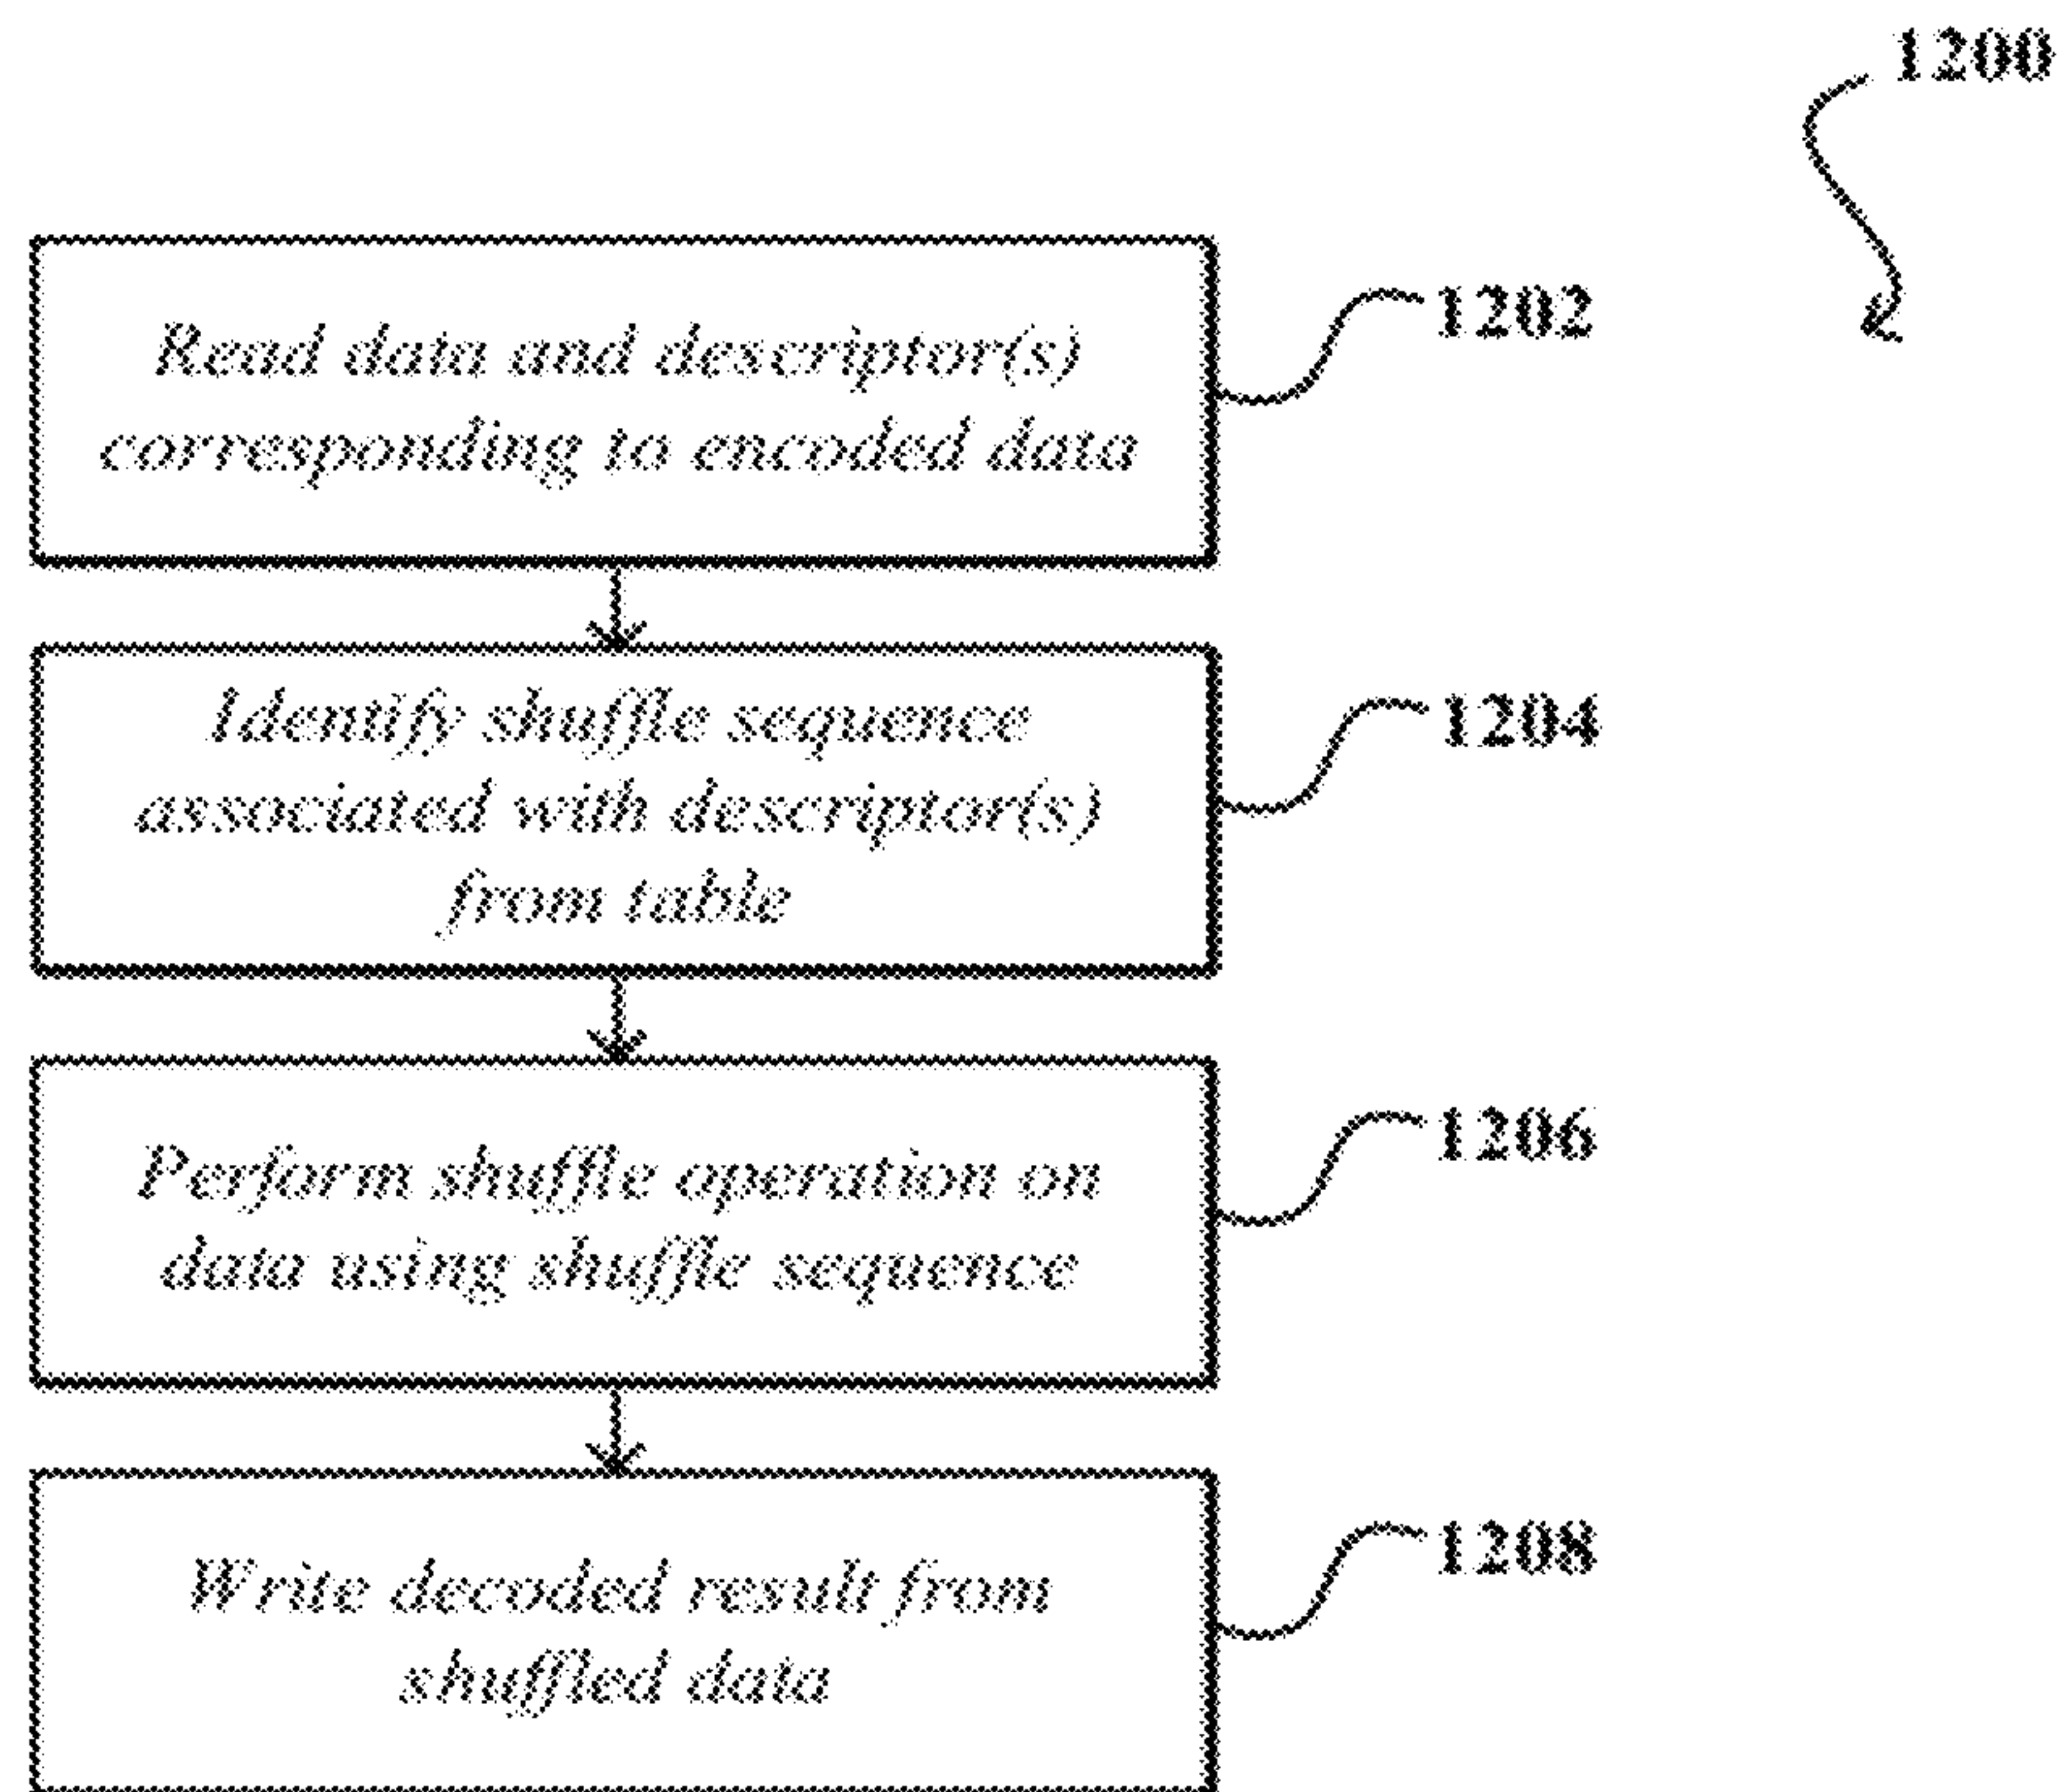 1200
Read data and descriptor(s)
corresponding to encoded data
1202
Identify shuffle sequence
associated with descriptor(s)
from table
1204
Perform shuffle operation on
data using shuffle sequence
1206
Write decoded result from
shuffled data
1208